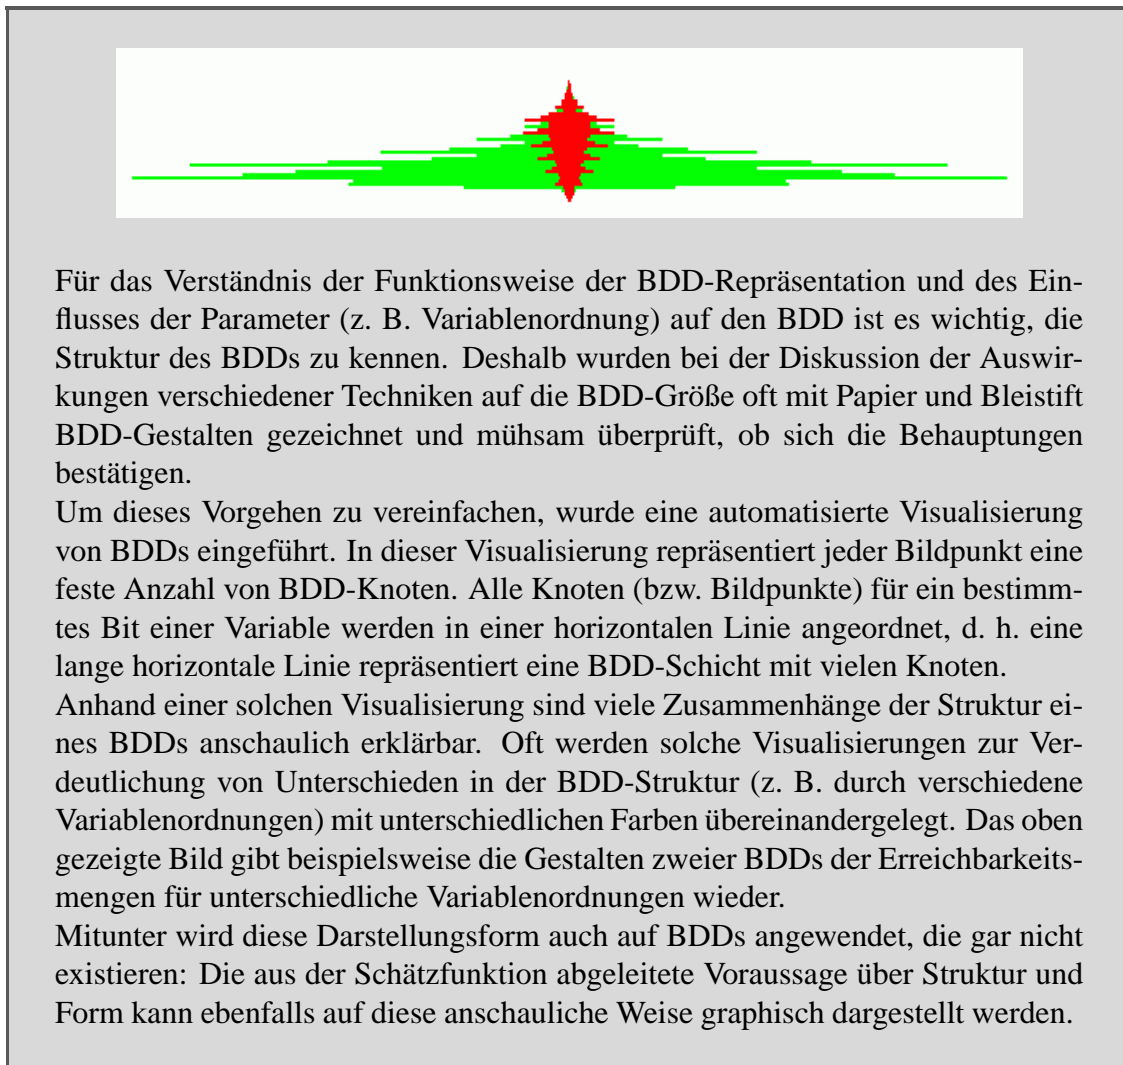 Für das Verständnis der Funktionsweise der BDD-Repräsentation und des Ein-
flusses der Parameter (z. B. Variablenordnung) auf den BDD ist es wichtig, die
Struktur des BDDs zu kennen. Deshalb wurden bei der Diskussion der Auswir-
kungen verschiedener Techniken auf die BDD-Größe oft mit Papier und Bleistift
BDD-Gestalten gezeichnet und mühsam überprüft, ob sich die Behauptungen
bestätigen.
Um dieses Vorgehen zu vereinfachen, wurde eine automatisierte Visualisierung
von BDDs eingeführt. In dieser Visualisierung repräsentiert jeder Bildpunkt eine
feste Anzahl von BDD-Knoten. Alle Knoten (bzw. Bildpunkte) für ein bestimm-
tes Bit einer Variable werden in einer horizontalen Linie angeordnet, d. h. eine
lange horizontale Linie repräsentiert eine BDD-Schicht mit vielen Knoten.
Anhand einer solchen Visualisierung sind viele Zusammenhänge der Struktur ei-
nes BDDs anschaulich erklärbar. Oft werden solche Visualisierungen zur Ver-
deutlichung von Unterschieden in der BDD-Struktur (z. B. durch verschiedene
Variablenordnungen) mit unterschiedlichen Farben übereinandergelegt. Das oben
gezeigte Bild gibt beispielsweise die Gestalten zweier BDDs der Erreichbarkeits-
mengen für unterschiedliche Variablenordnungen wieder.
Mitunter wird diese Darstellungsform auch auf BDDs angewendet, die gar nicht
existieren: Die aus der Schätzfunktion abgeleitete Voraussage über Struktur und
Form kann ebenfalls auf diese anschauliche Weise graphisch dargestellt werden.